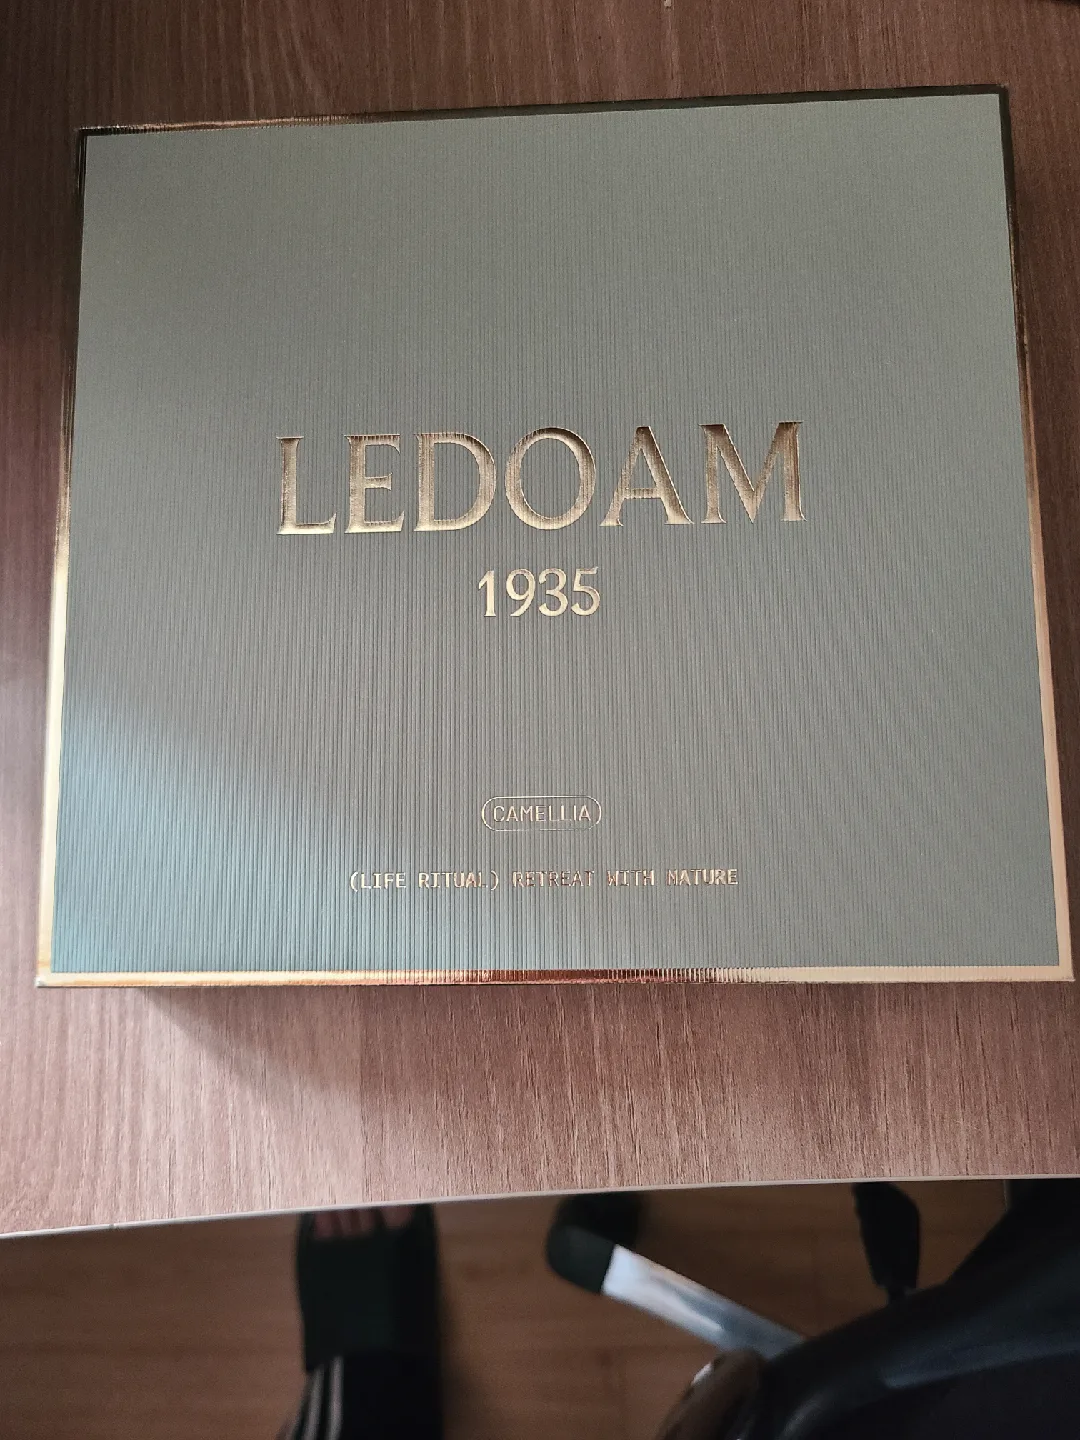 LEDOAM
1935
CAMELLIA
(LIFE RITUAL) RETREAT WITH NATURE